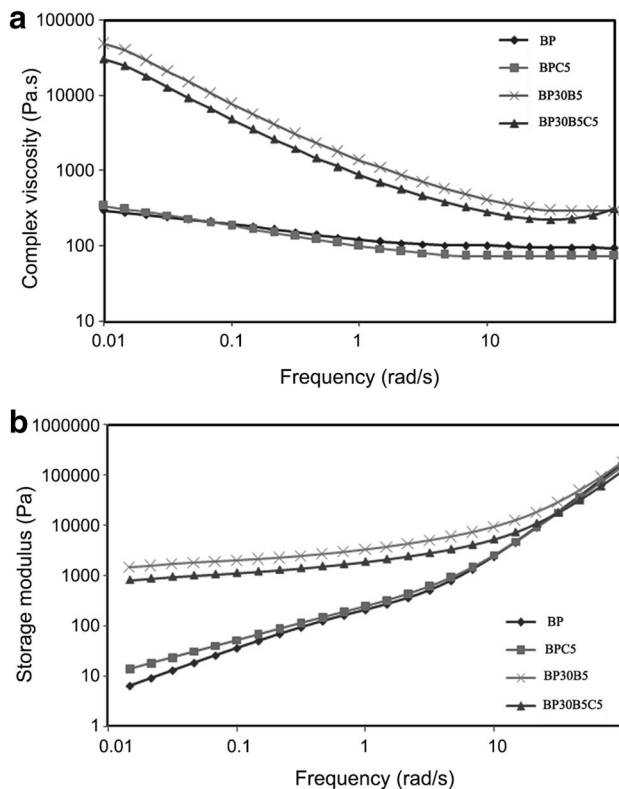 a
100000
10000
1000
100
10
Complex viscosity (Pa.s)
BP
BPC5
BP30B5
BP30B5C5
0.01 0.1 1 10
Frequency (rad/s)
b
1000000
100000
10000
1000
100
10
1
Storage modulus (Pa)
BP
BPC5
BP30B5
BP30B5C5
0.01 0.1 1 10
Frequency (rad/s)